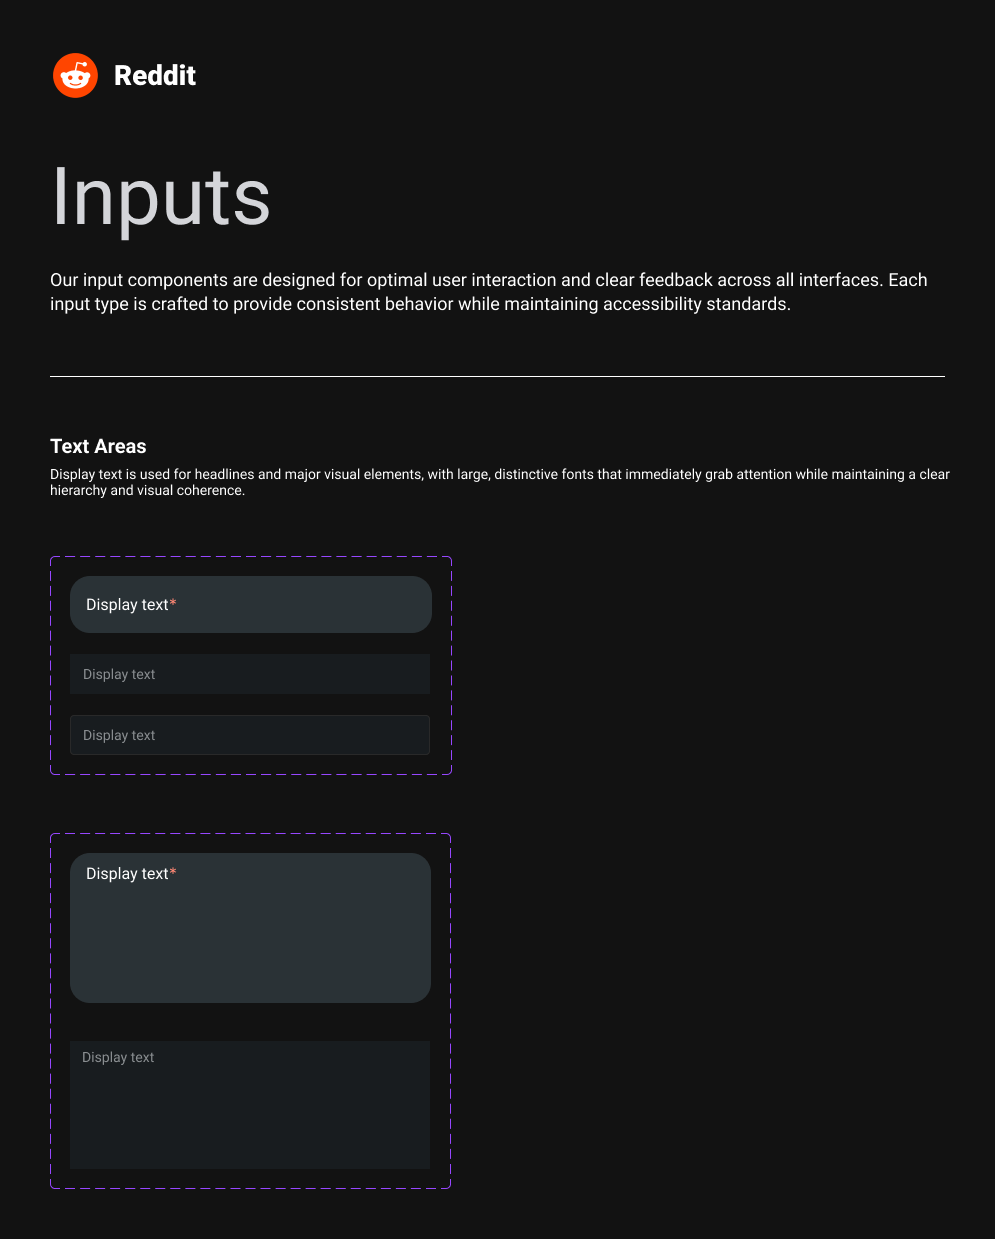 Reddit
Inputs
Our input components are designed for optimal user interaction and clear feedback across all interfaces. Each
input type is crafted to provide consistent behavior while maintaining accessibility standards.
Text Areas
Display text is used for headlines and major visual elements, with large, distinctive fonts that immediately grab attention while maintaining a clear
hierarchy and visual coherence.
Display text*
Display text
Display text
Display text*
Display text